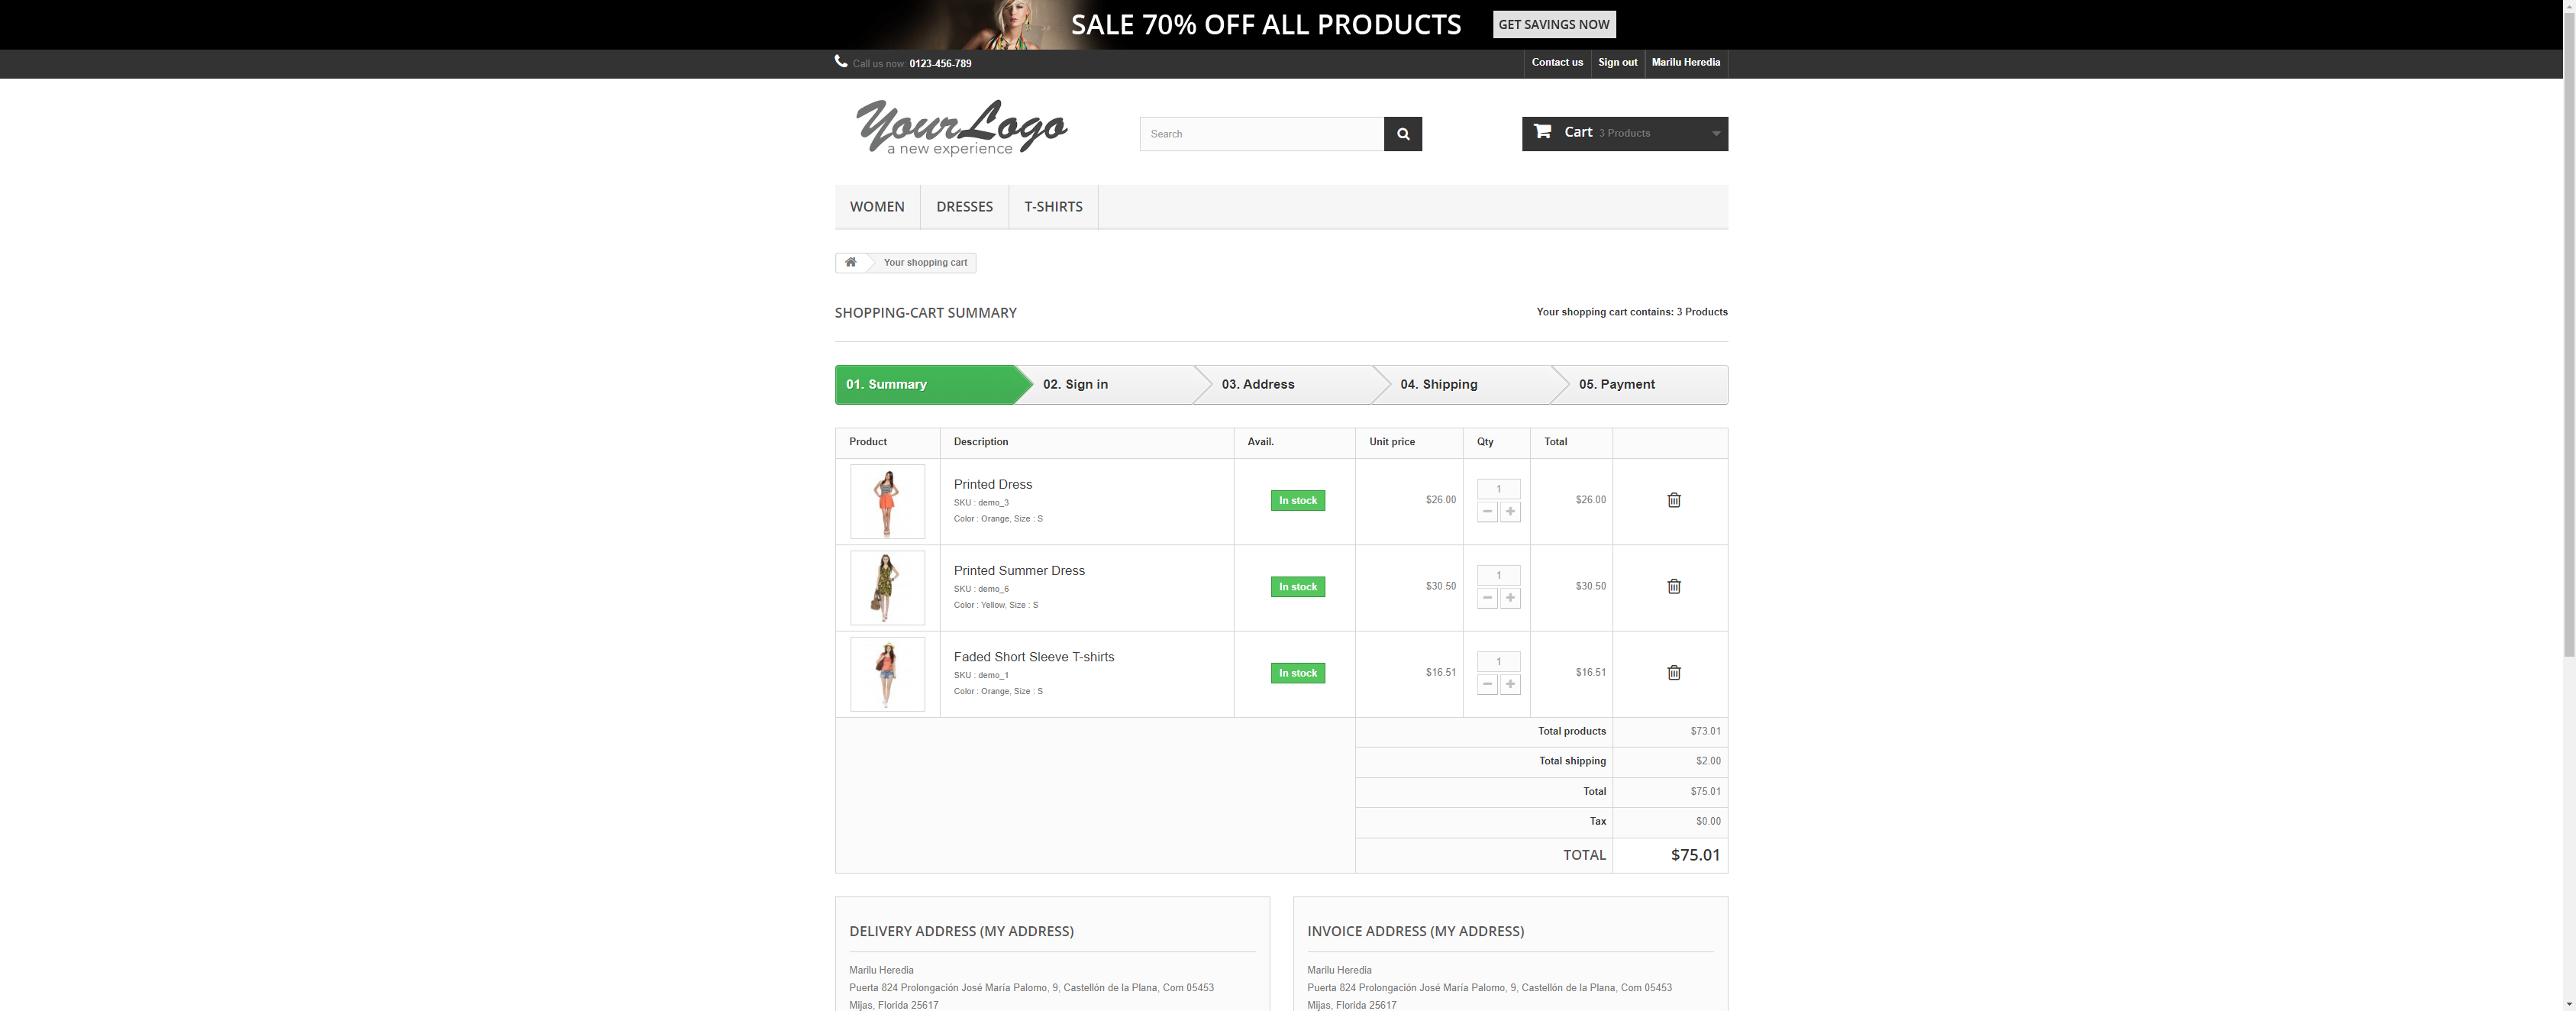 SALE 70% OFF ALL PRODUCTS GET SAVINGS NOW
Call us now: 0123-456-789 Contact us Sign out Marilu Heredia
YourLogo
a new experience
Search
Cart 3 Products
WOMEN DRESSES T-SHIRTS
Your shopping cart
SHOPPING-CART SUMMARY Your shopping cart contains: 3 Products
01. Summary 02. Sign in 03. Address 04. Shipping 05. Payment
Product Description Avail. Unit price Qty Total
Printed Dress
SKU : demo_3
Color : Orange, Size : S
In stock $26.00 1 $26.00
Printed Summer Dress
SKU : demo_6
Color : Yellow, Size : S
In stock $30.50 1 $30.50
Faded Short Sleeve T-shirts
SKU : demo_1
Color : Orange, Size : S
In stock $16.51 1 $16.51
Total products $73.01
Total shipping $2.00
Total $75.01
Tax $0.00
TOTAL $75.01
DELIVERY ADDRESS (MY ADDRESS)
Marilu Heredia
Puerta 824 Prolongación José María Palomo, 9, Castellón de la Plana, Com 05453
Mijas, Florida 25617
INVOICE ADDRESS (MY ADDRESS)
Marilu Heredia
Puerta 824 Prolongación José María Palomo, 9, Castellón de la Plana, Com 05453
Mijas, Florida 25617